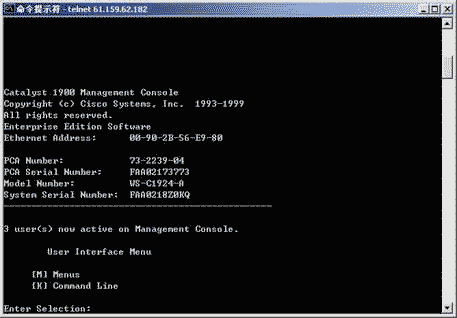 命令提示符 - telnet 61.159.62.182
Catalyst 1900 Management Console
Copyright (c) Cisco Systems, Inc.  1993-1999
All rights reserved.
Enterprise Edition Software
Ethernet Address:      00-90-2B-56-E9-80
PCA Number:            73-2239-04
PCA Serial Number:     FAA02173773
Model Number:          WS-C1924-A
System Serial Number:  FAA0218Z0KQ
-------------------------------------------------
3 user(s) now active on Management Console.
User Interface Menu
[M] Menus
[K] Command Line
Enter Selection: